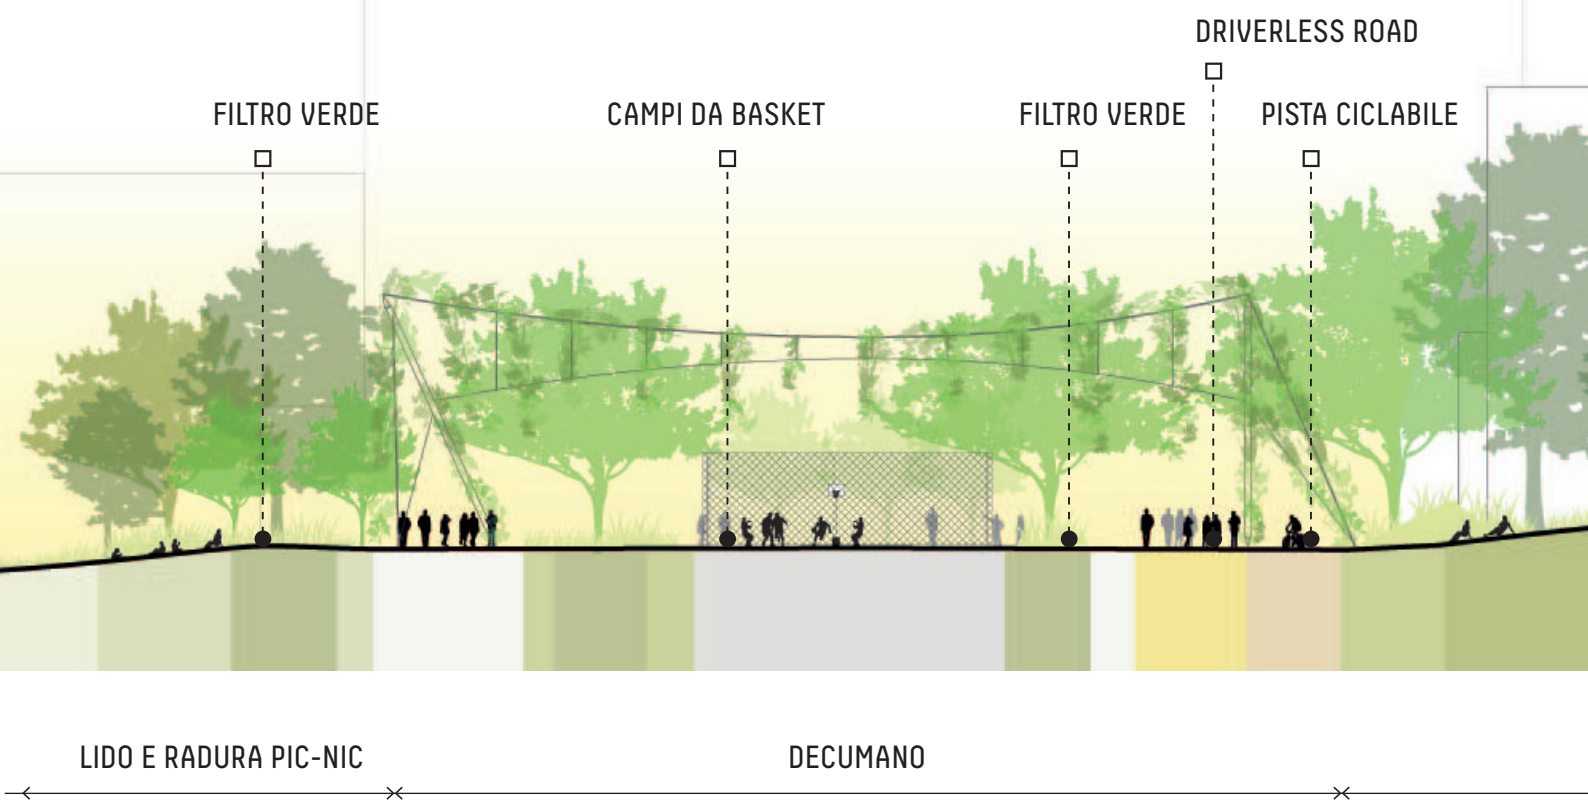 DRIVERLESS ROAD
FILTRO VERDE
CAMPI DA BASKET
FILTRO VERDE
PISTA CICLABILE
LIDO E RADURA PIC-NIC
DECUMANO